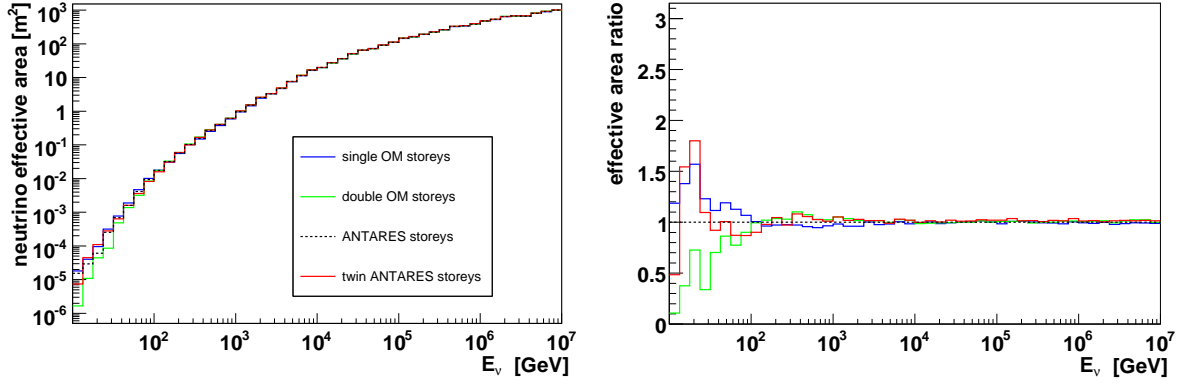 neutrino effective area [m²]
10³
10²
10
1
10⁻¹
10⁻²
10⁻³
10⁻⁴
10⁻⁵
10⁻⁶
single OM storeys
double OM storeys
ANTARES storeys
twin ANTARES storeys
10² 10³ 10⁴ 10⁵ 10⁶ 10⁷
E_ν [GeV]
effective area ratio
3
2.5
2
1.5
1
0.5
0
10² 10³ 10⁴ 10⁵ 10⁶ 10⁷
E_ν [GeV]